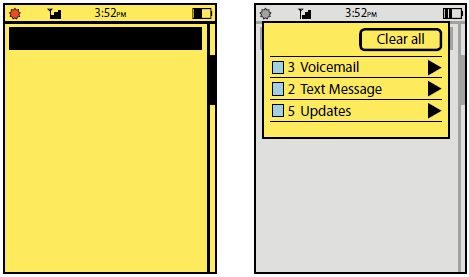 3:52PM
3:52PM
Clear all
3 Voicemail
2 Text Message
5 Updates